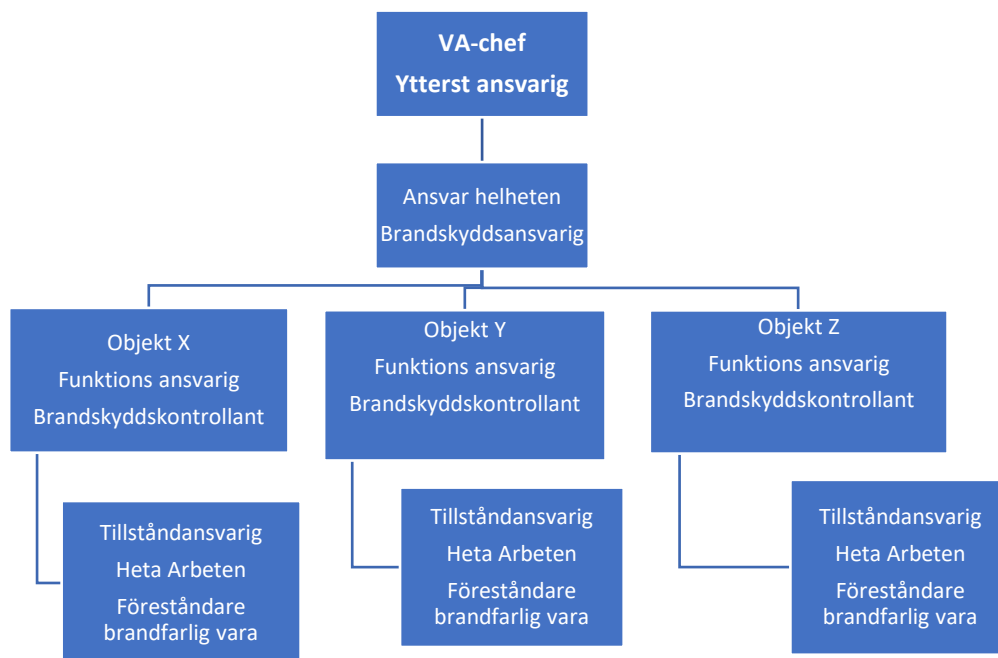 VA-chef
Ytterst ansvarig
Ansvar helheten
Brandskyddsansvarig
Objekt X
Funktions ansvarig
Brandskyddskontrollant
Objekt Y
Funktions ansvarig
Brandskyddskontrollant
Objekt Z
Funktions ansvarig
Brandskyddskontrollant
Tillståndansvarig
Heta Arbeten
Föreståndare
brandfarlig vara
Tillståndansvarig
Heta Arbeten
Föreståndare
brandfarlig vara
Tillståndansvarig
Heta Arbeten
Föreståndare
brandfarlig vara